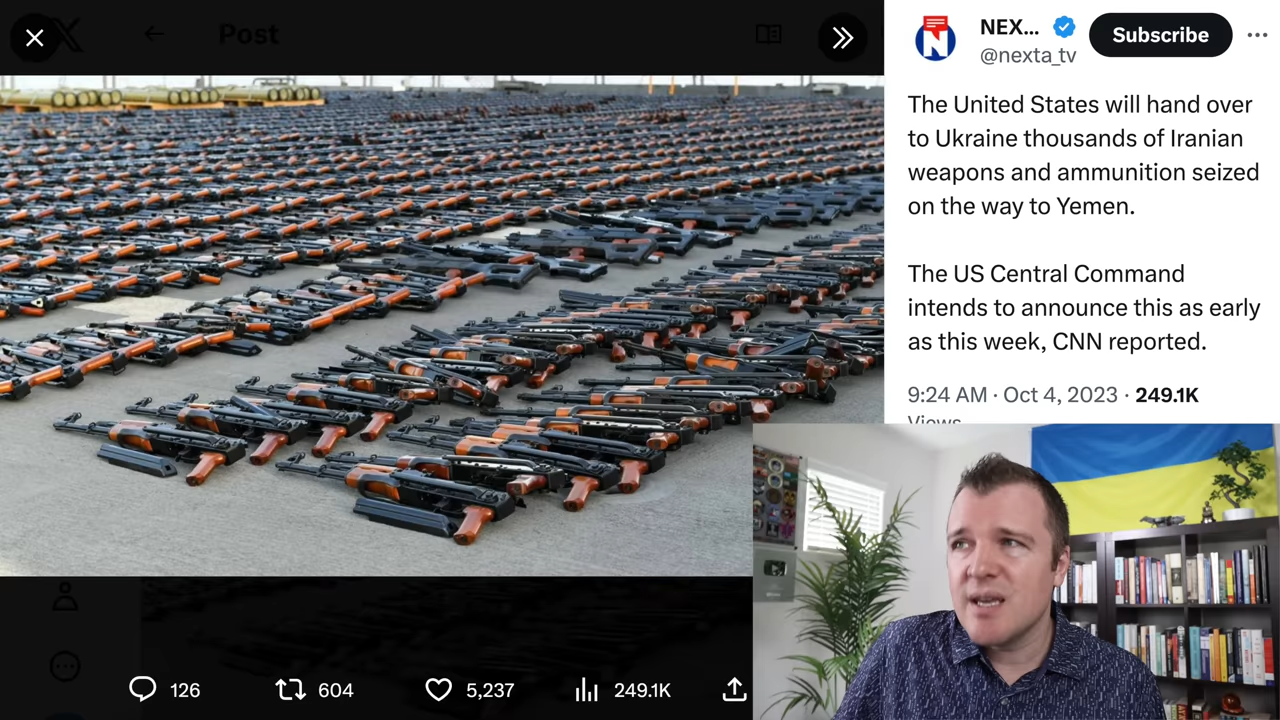 Post
NEX...
Subscribe
@nexta_tv
The United States will hand over
to Ukraine thousands of Iranian
weapons and ammunition seized
on the way to Yemen.
The US Central Command
intends to announce this as early
as this week, CNN reported.
9:24 AM · Oct 4, 2023 · 249.1K
Views
126
604
5,237
249.1K